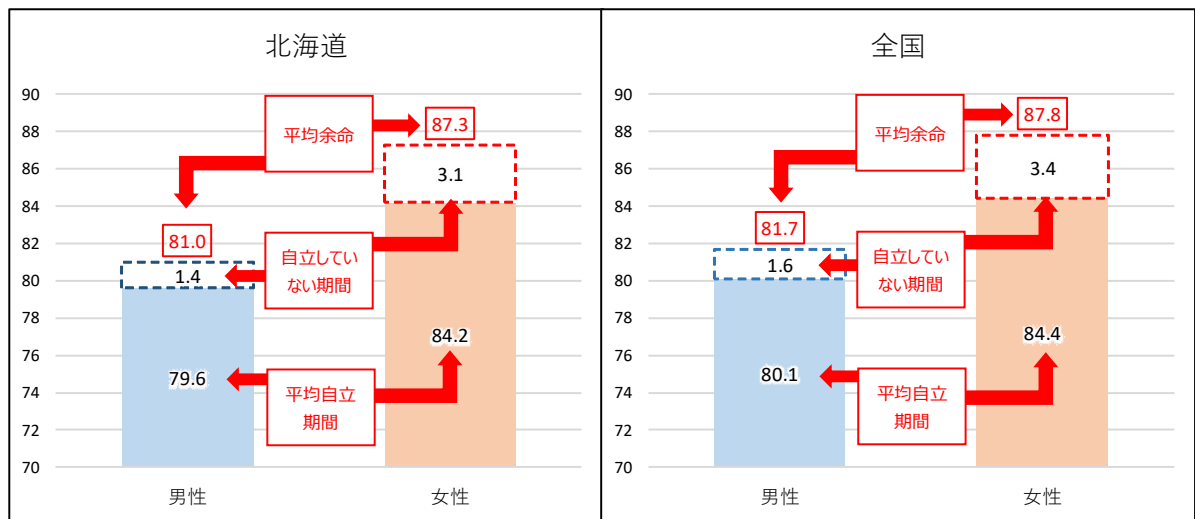 北海道
90
88
86
84
82
80
78
76
74
72
70
平均余命
87.3
3.1
81.0
1.4
自立してい
ない期間
84.2
79.6
平均自立
期間
男性
女性
全国
90
88
86
84
82
80
78
76
74
72
70
平均余命
87.8
3.4
81.7
1.6
自立してい
ない期間
84.4
80.1
平均自立
期間
男性
女性